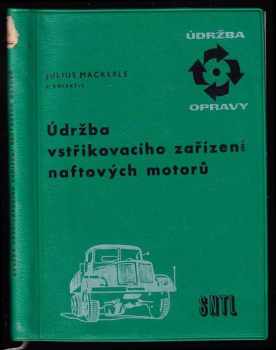 ÚDRŽBA
OPRAVY
JULIUS MACKERLE
A KOLEKTIV
Údržba
vstřikovacího zařízení
naftových motorů
SNTL